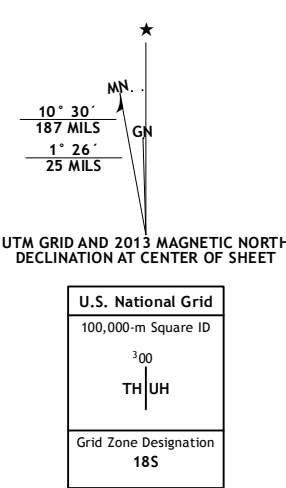 ★
MN
10° 30´
187 MILS
GN
1° 26´
25 MILS
UTM GRID AND 2013 MAGNETIC NORTH
DECLINATION AT CENTER OF SHEET
U.S. National Grid
100,000-m Square ID
³00
TH UH
Grid Zone Designation
18S